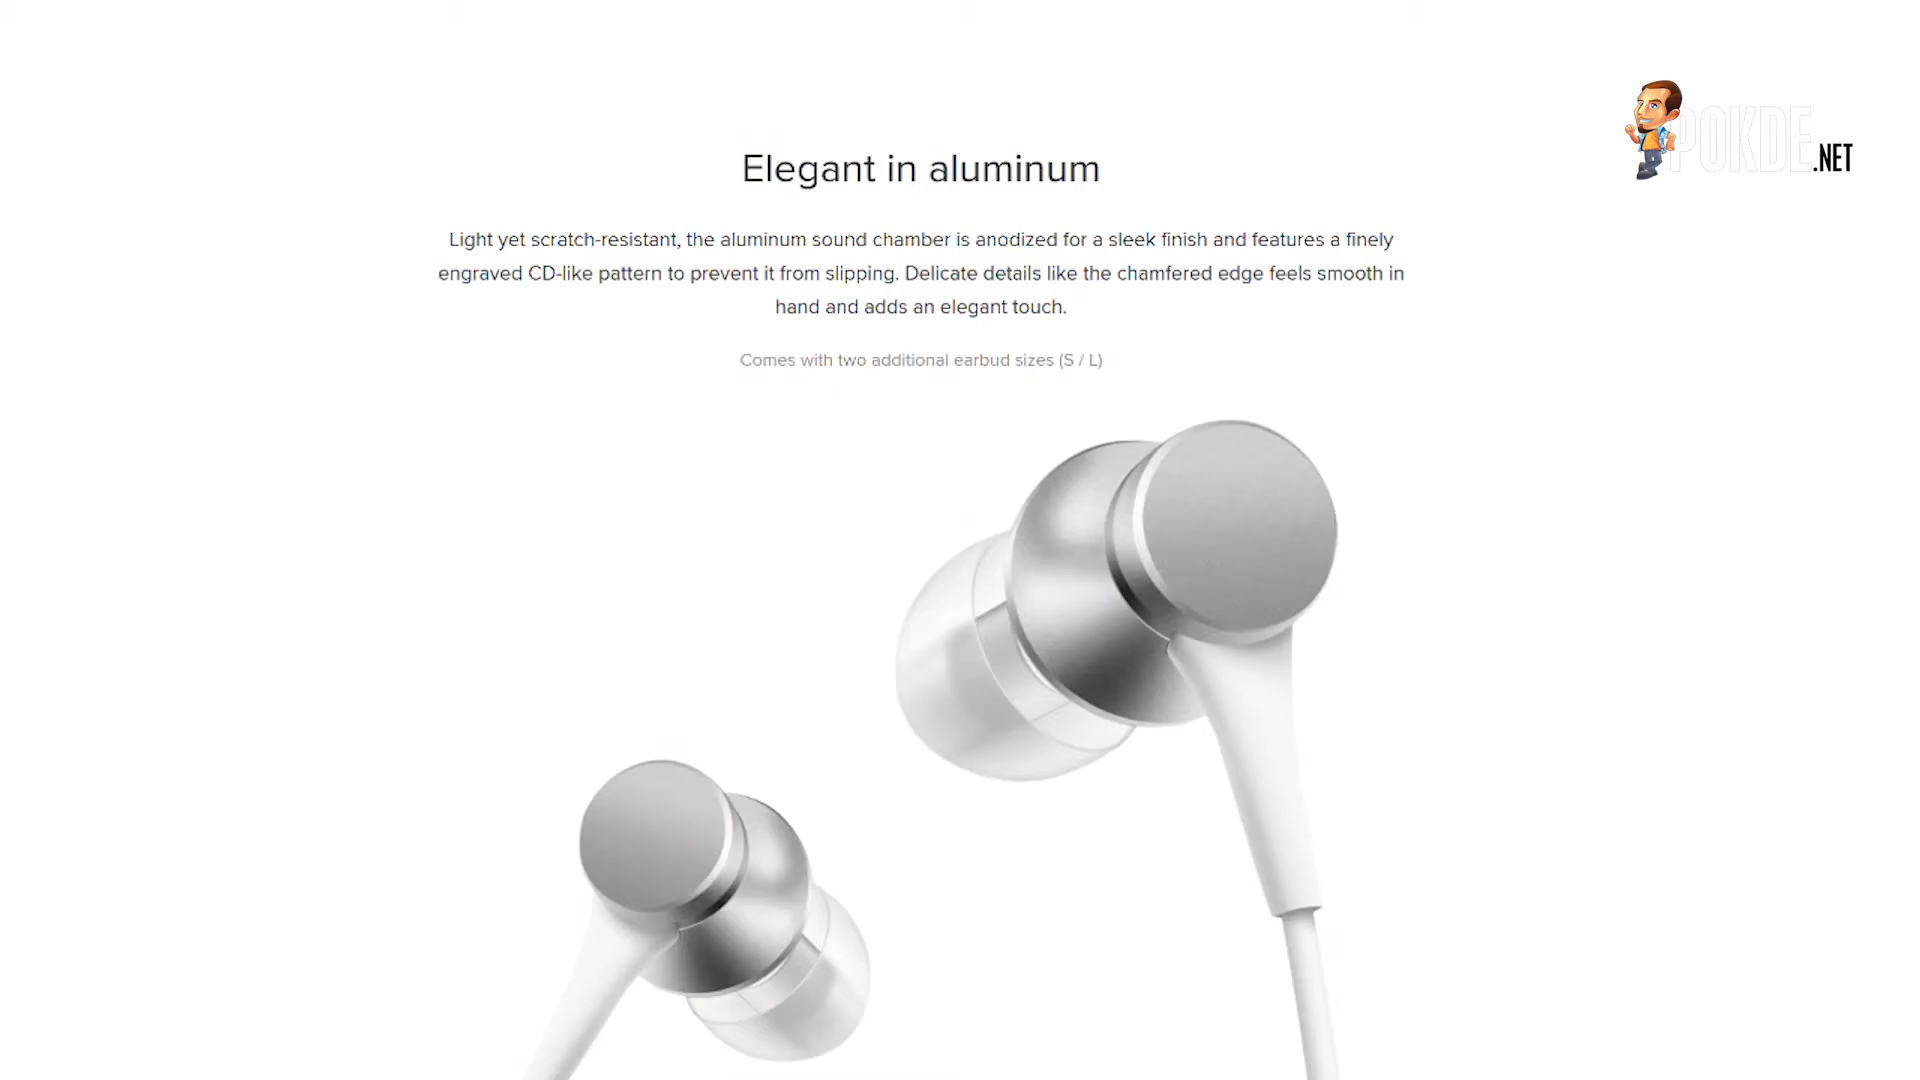 Elegant in aluminum
Light yet scratch-resistant, the aluminum sound chamber is anodized for a sleek finish and features a finely
engraved CD-like pattern to prevent it from slipping. Delicate details like the chamfered edge feels smooth in
hand and adds an elegant touch.
Comes with two additional earbud sizes (S / L)
POKDE.NET